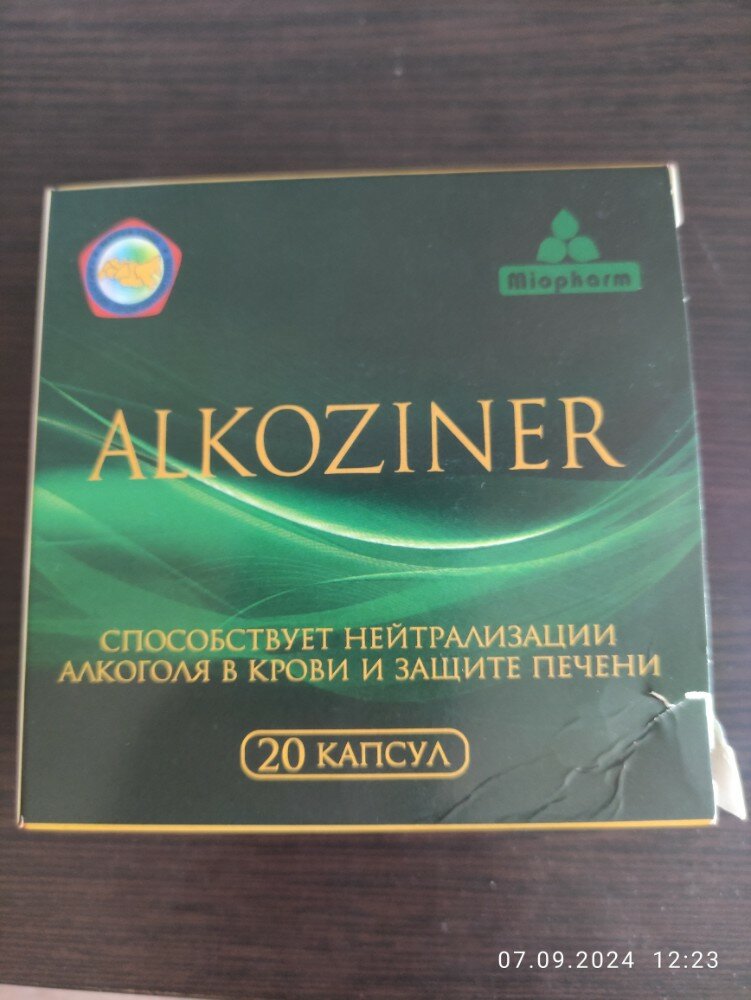 Miopharm
ALKOZINER
СПОСОБСТВУЕТ НЕЙТРАЛИЗАЦИИ
АЛКОГОЛЯ В КРОВИ И ЗАЩИТЕ ПЕЧЕНИ
20 КАПСУЛ
07.09.2024 12:23